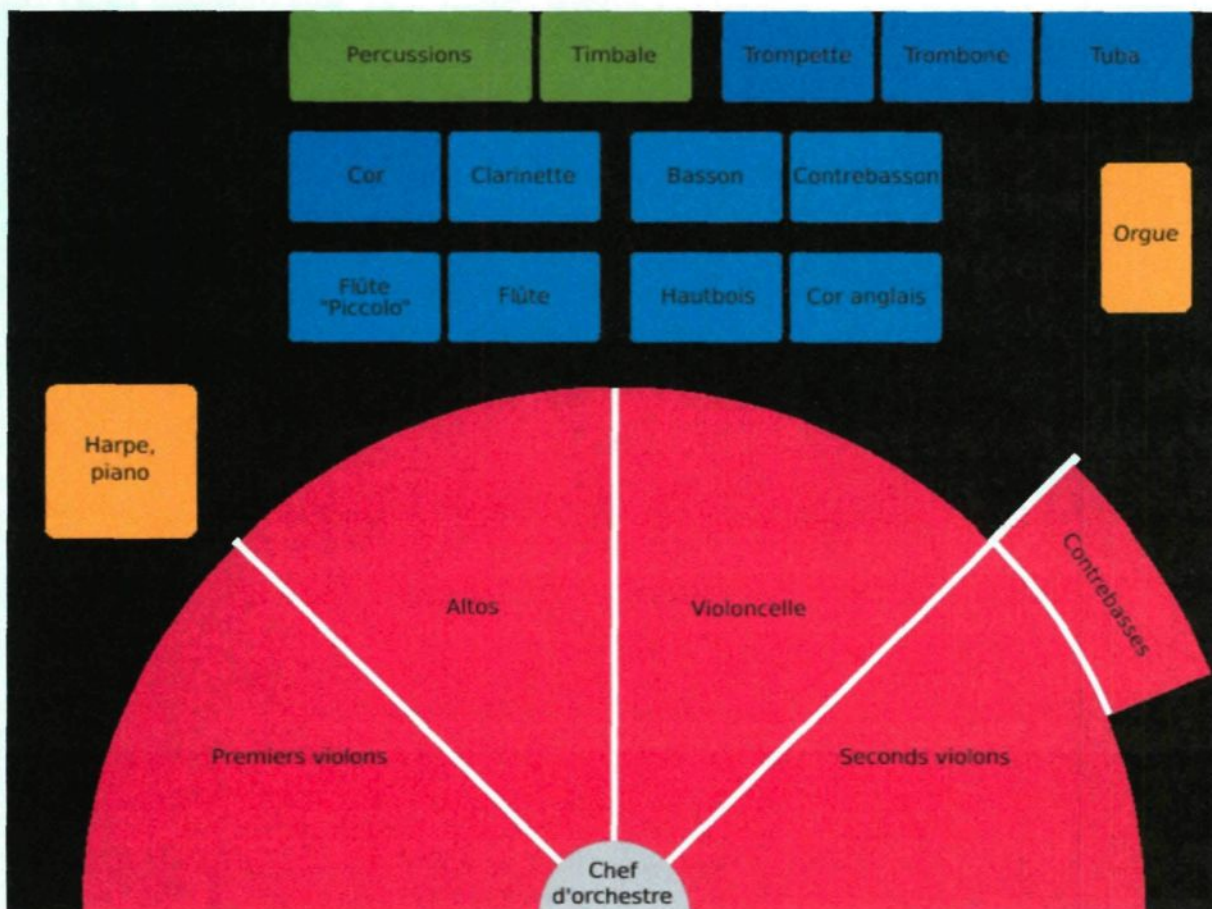 Percussions
Timbale
Trompette
Trombone
Tuba
Cor
Clarinette
Basson
Contrebasson
Orgue
Flûte
"Piccolo"
Flûte
Hautbois
Cor anglais
Harpe,
piano
Altos
Violoncelle
Contrebasses
Premiers violons
Seconds violons
Chef
d'orchestre